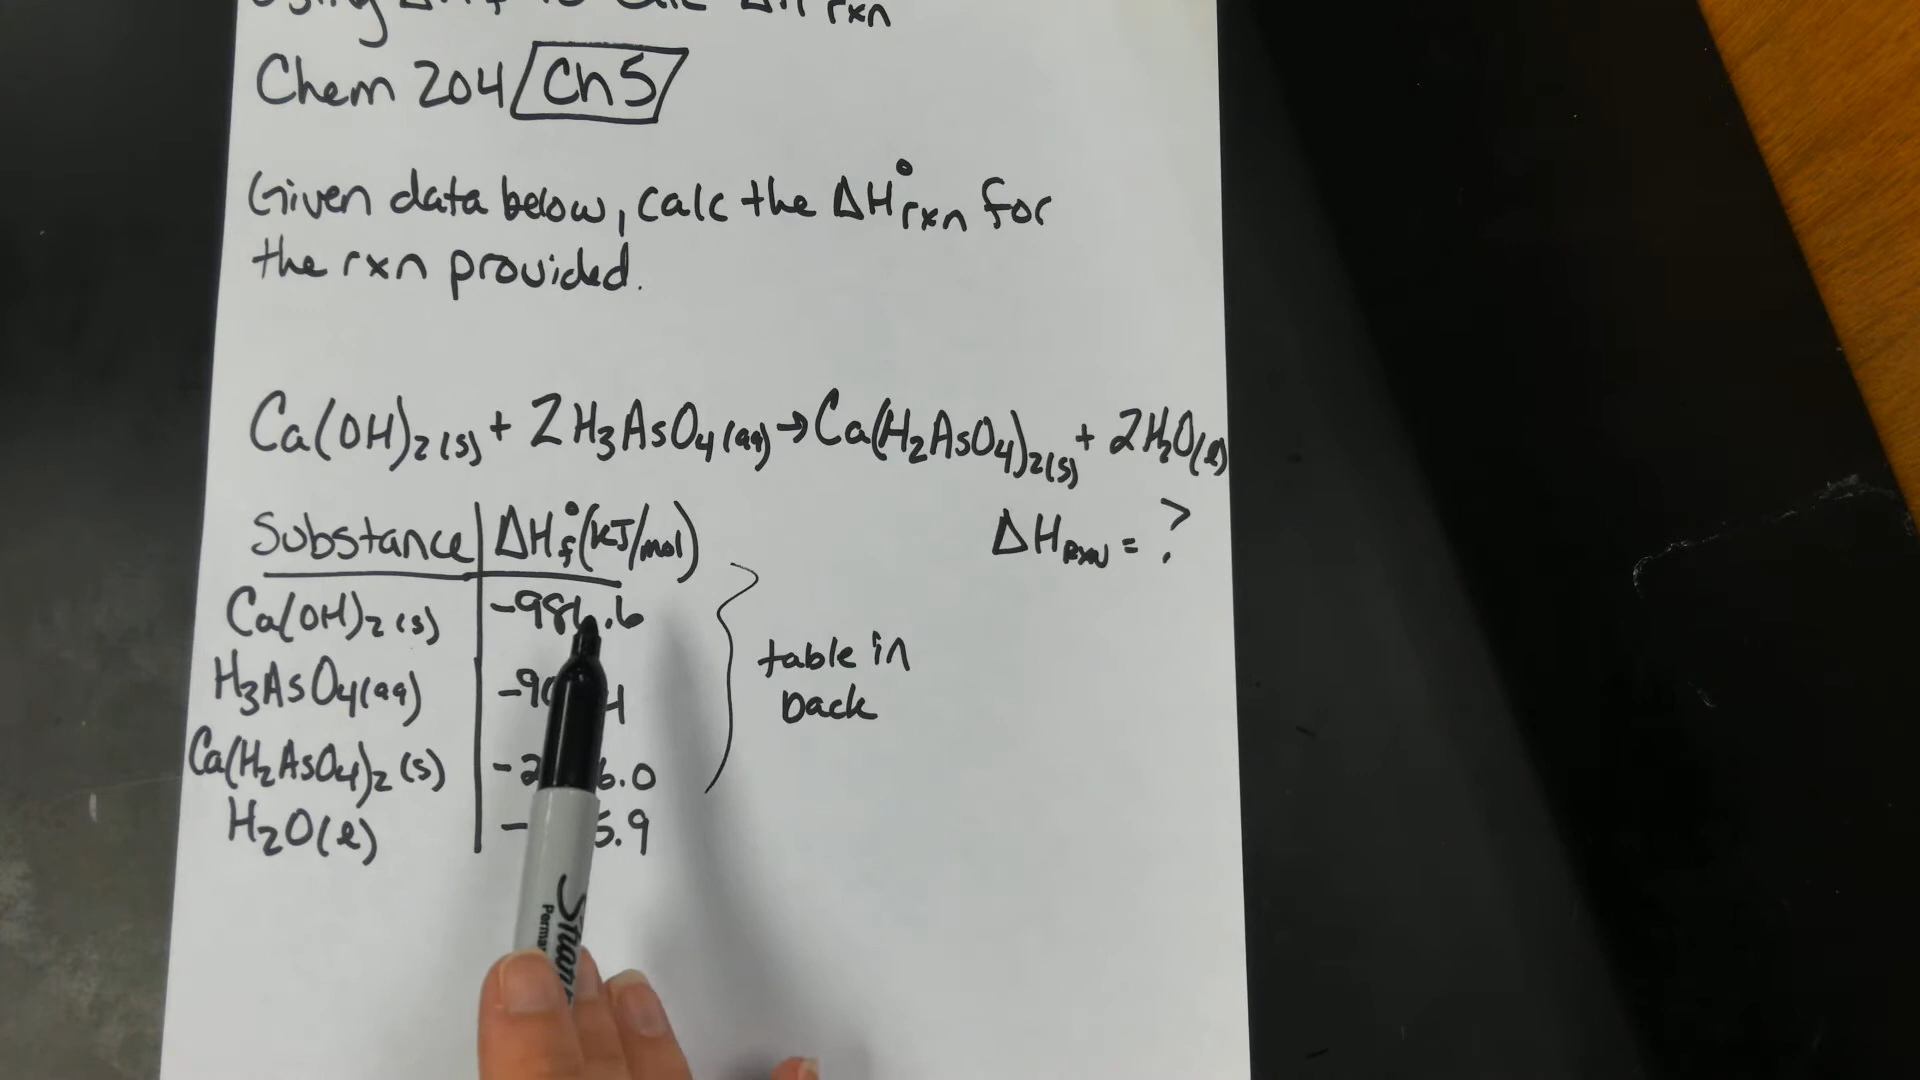 Chem 204/Ch5
Given data below, calc the ΔH°rxn for
the rxn provided.
Ca(OH)₂(s) + 2H₃AsO₄(aq) → Ca(H₂AsO₄)₂(s) + 2H₂O(l)
Substance | ΔH°f (kJ/mol)
ΔHRXN = ?
Ca(OH)₂(s) | -986.6
H₃AsO₄(aq)
Ca(H₂AsO₄)₂(s)
H₂O(l)
table in
back